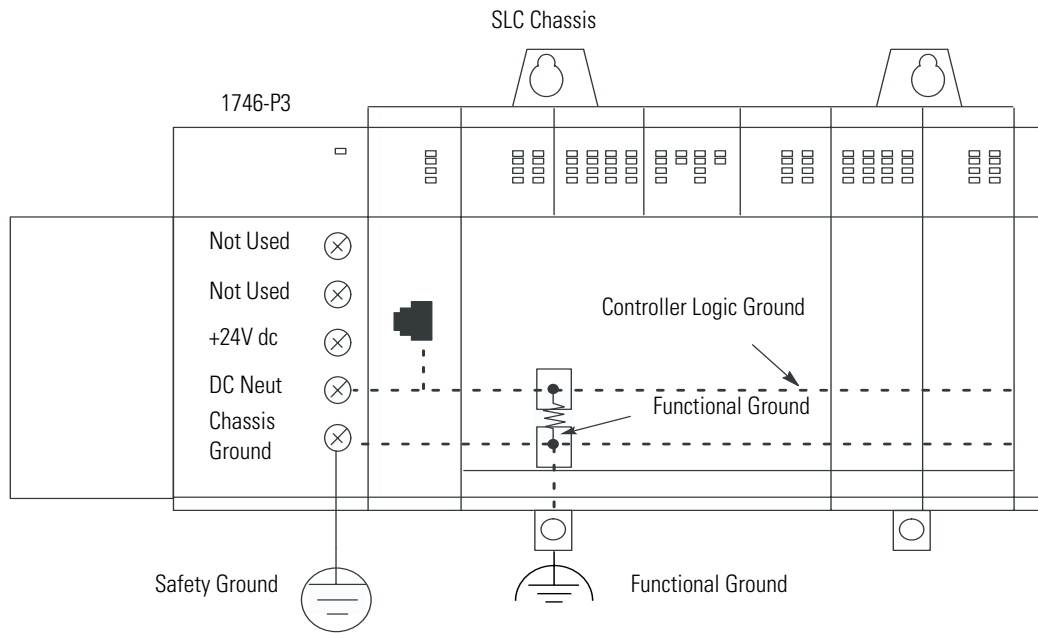 SLC Chassis
1746-P3
Not Used
Not Used
+24V dc
DC Neut
Chassis
Ground
Controller Logic Ground
Functional Ground
Safety Ground
Functional Ground